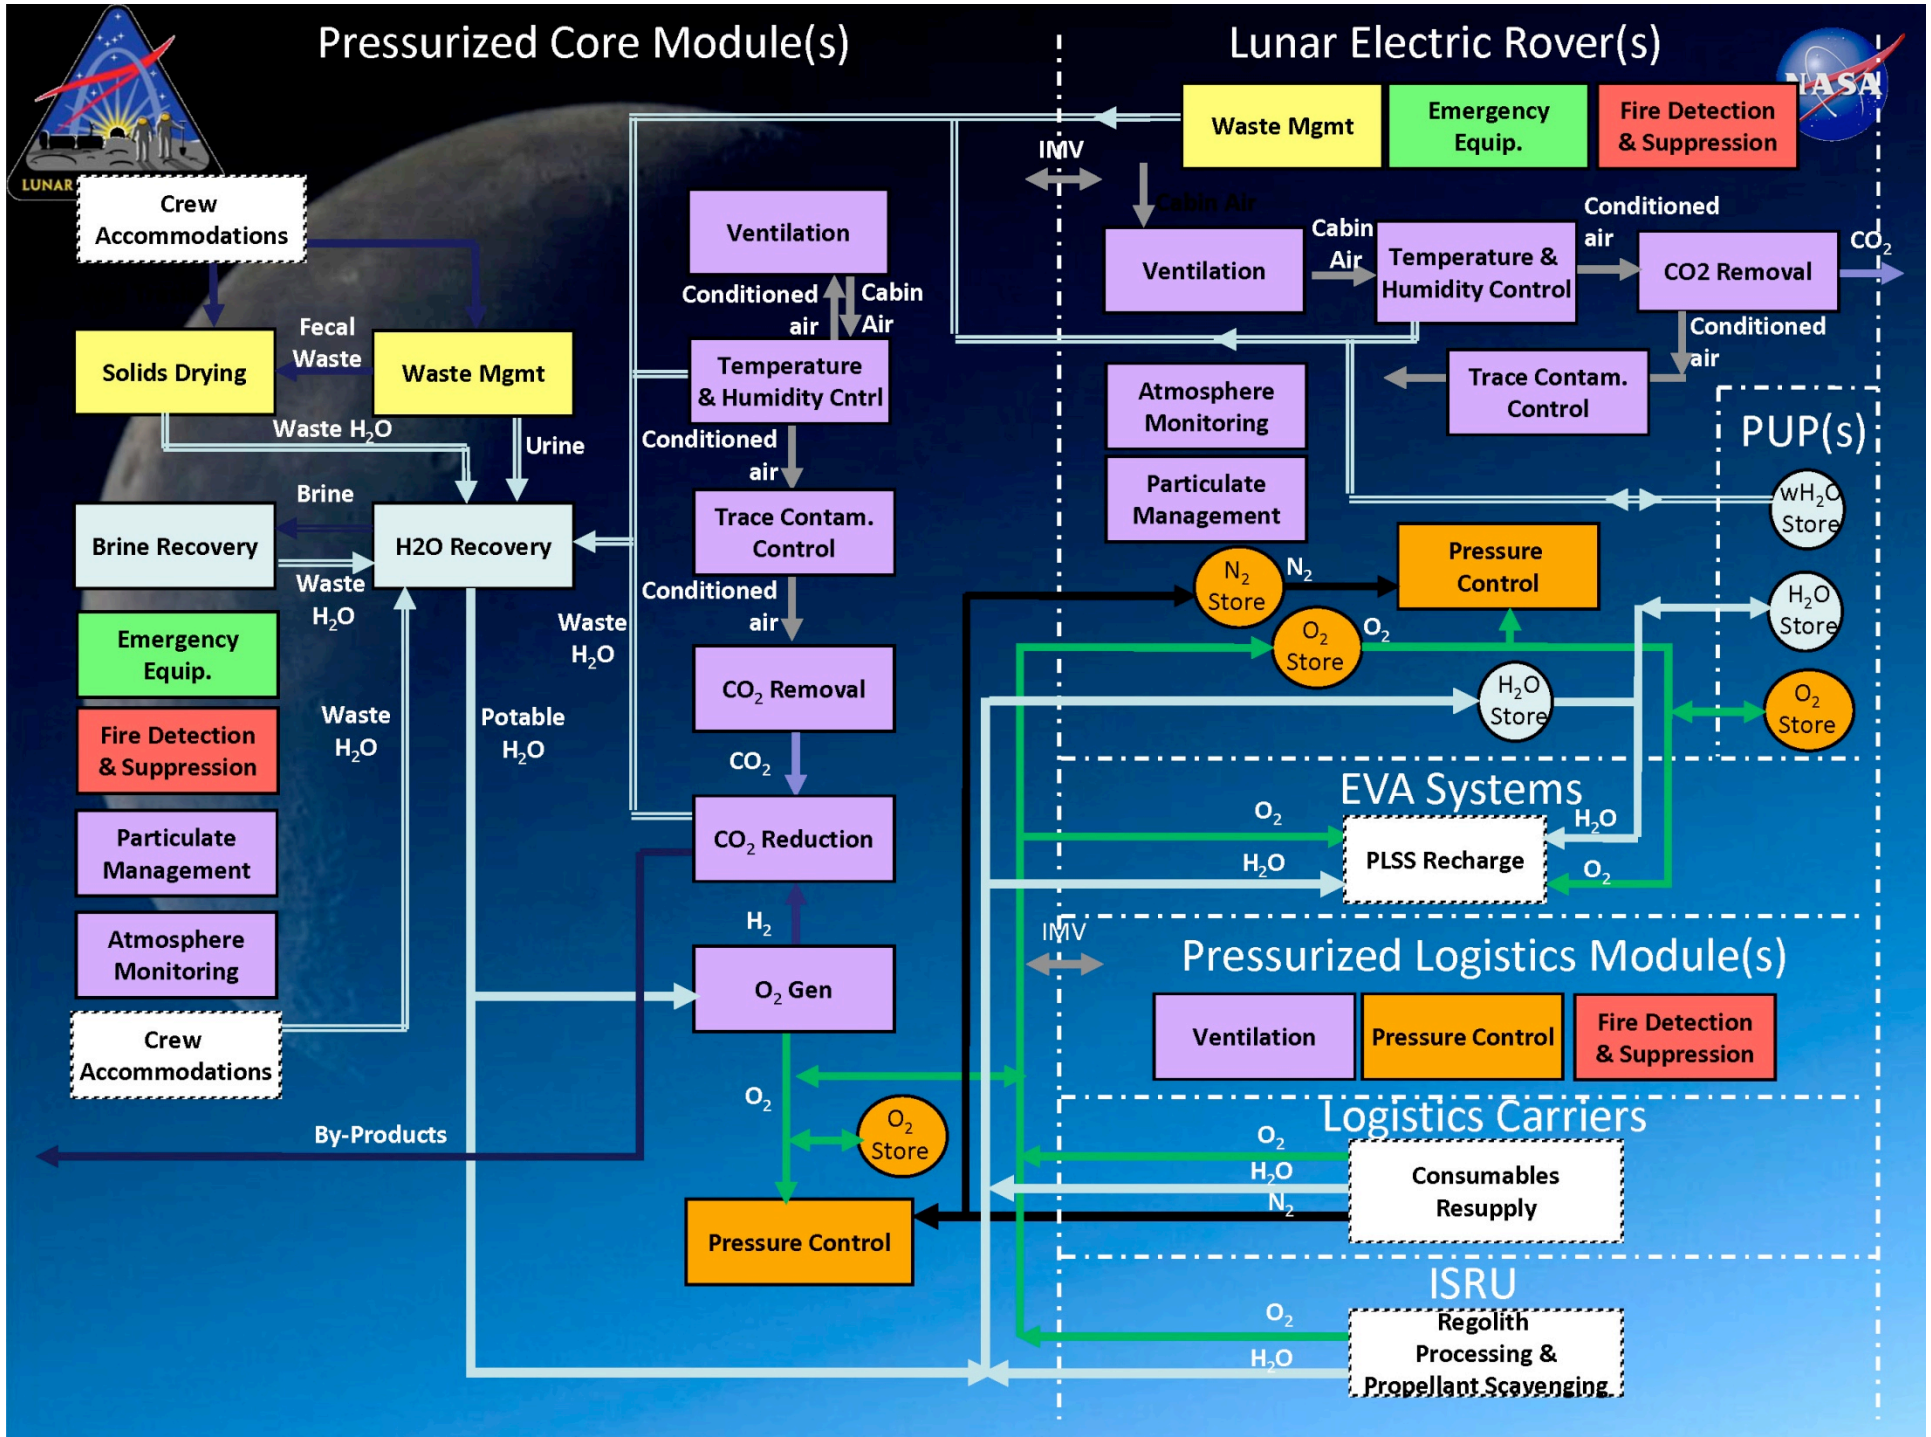 Pressurized Core Module(s)
Lunar Electric Rover(s)
LUNAR
NASA
Crew
Accommodations
Solids Drying
Fecal
Waste
Waste Mgmt
Waste H₂O
Urine
Brine
Brine Recovery
H2O Recovery
Waste
H₂O
Emergency
Equip.
Fire Detection
& Suppression
Particulate
Management
Atmosphere
Monitoring
Crew
Accommodations
Waste
H₂O
Potable
H₂O
By-Products
Ventilation
Conditioned
air
Cabin
Air
Temperature
& Humidity Cntrl
Conditioned
air
Trace Contam.
Control
Conditioned
air
Waste
H₂O
CO₂ Removal
CO₂
CO₂ Reduction
H₂
O₂ Gen
O₂
O₂
Store
Pressure Control
Waste Mgmt
Emergency
Equip.
Fire Detection
& Suppression
IMV
Cabin Air
Ventilation
Cabin
Air
Temperature &
Humidity Control
Conditioned
air
CO2 Removal
CO₂
Conditioned
air
Trace Contam.
Control
Atmosphere
Monitoring
Particulate
Management
PUP(s)
wH₂O
Store
H₂O
Store
O₂
Store
N₂
Store
N₂
Pressure
Control
O₂
Store
O₂
H₂O
Store
EVA Systems
O₂
H₂O
PLSS Recharge
H₂O
O₂
IMV
Pressurized Logistics Module(s)
Ventilation
Pressure Control
Fire Detection
& Suppression
Logistics Carriers
O₂
H₂O
N₂
Consumables
Resupply
ISRU
O₂
H₂O
Regolith
Processing &
Propellant Scavenging